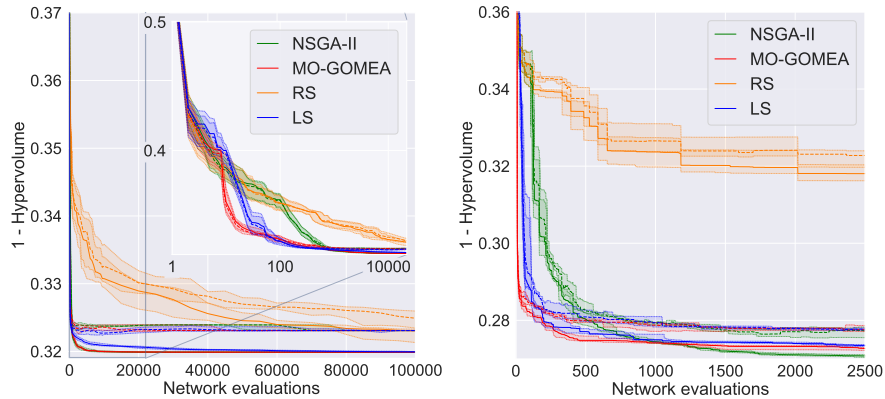 0.37
0.36
0.35
0.34
0.33
0.32
1 - Hypervolume
0 20000 40000 60000 80000 100000
Network evaluations
0.5
0.4
1 100 10000
NSGA-II
MO-GOMEA
RS
LS
0.36
0.34
0.32
0.30
0.28
1 - Hypervolume
0 500 1000 1500 2000 2500
Network evaluations
NSGA-II
MO-GOMEA
RS
LS